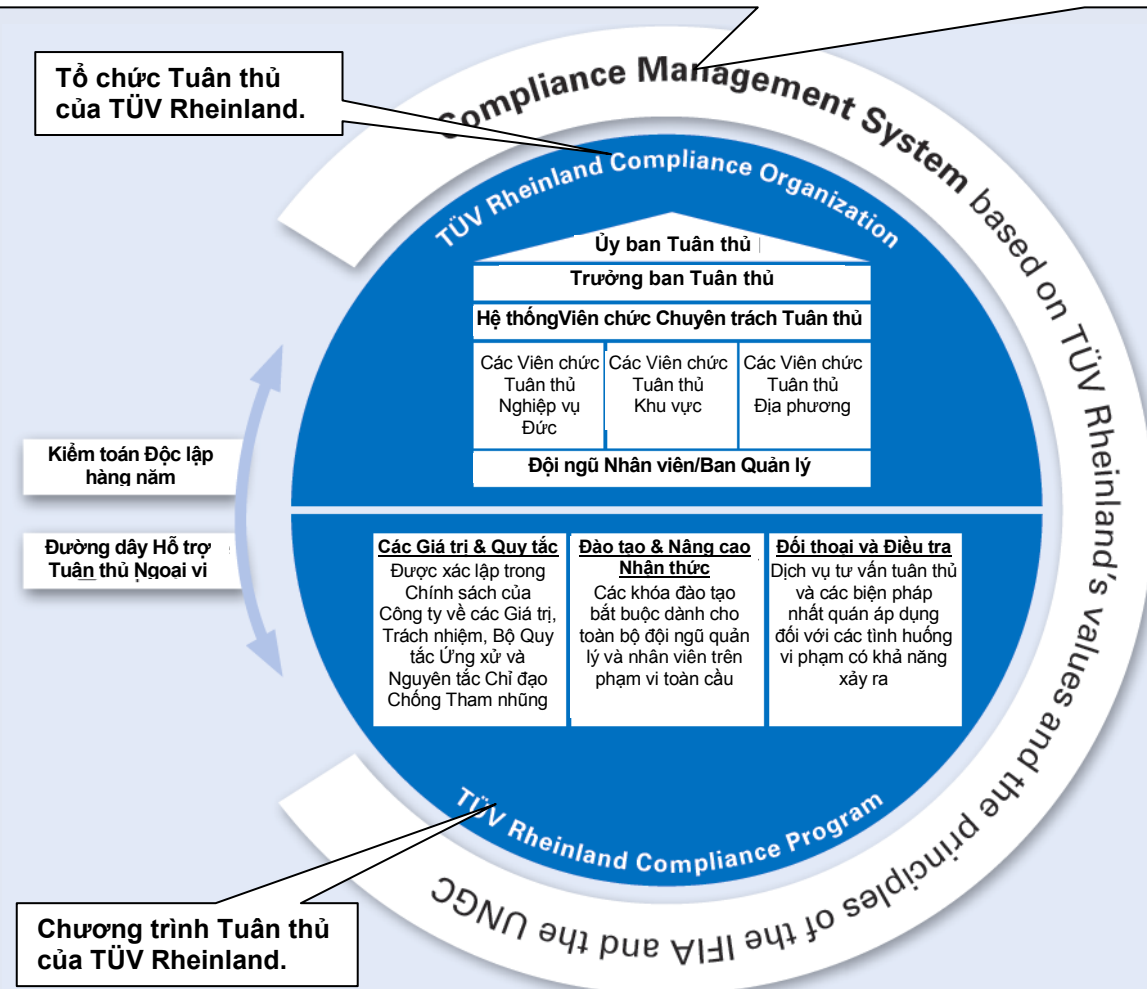 Tổ chức Tuân thủ
của TÜV Rheinland.
Compliance Management System based on TÜV Rheinland's values and the principles of the IFIA and the UNGC
TÜV Rheinland Compliance Organization
Ủy ban Tuân thủ
Trưởng ban Tuân thủ
Hệ thốngViên chức Chuyên trách Tuân thủ
Các Viên chức
Tuân thủ
Nghiệp vụ
Đức
Các Viên chức
Tuân thủ
Khu vực
Các Viên chức
Tuân thủ
Địa phương
Đội ngũ Nhân viên/Ban Quản lý
Kiểm toán Độc lập
hàng năm
Đường dây Hỗ trợ
Tuân thủ Ngoại vi
Các Giá trị & Quy tắc
Được xác lập trong
Chính sách của
Công ty về các Giá trị,
Trách nhiệm, Bộ Quy
tắc Ứng xử và
Nguyên tắc Chỉ đạo
Chống Tham nhũng
Đào tạo & Nâng cao
Nhận thức
Các khóa đào tạo
bắt buộc dành cho
toàn bộ đội ngũ quản
lý và nhân viên trên
phạm vi toàn cầu
Đối thoại và Điều tra
Dịch vụ tư vấn tuân thủ
và các biện pháp
nhất quán áp dụng
đối với các tình huống
vi phạm có khả năng
xảy ra
TÜV Rheinland Compliance Program
Chương trình Tuân thủ
của TÜV Rheinland.